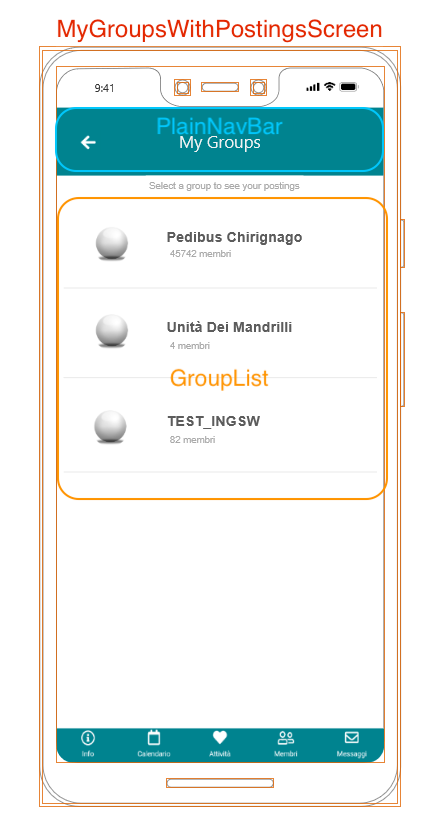 MyGroupsWithPostingsScreen
9:41
PlainNavBar
My Groups
Select a group to see your postings
Pedibus Chirignago
45742 membri
Unità Dei Mandrilli
4 membri
GroupList
TEST_INGSW
82 membri
Info Calendario Attività Membri Messaggi